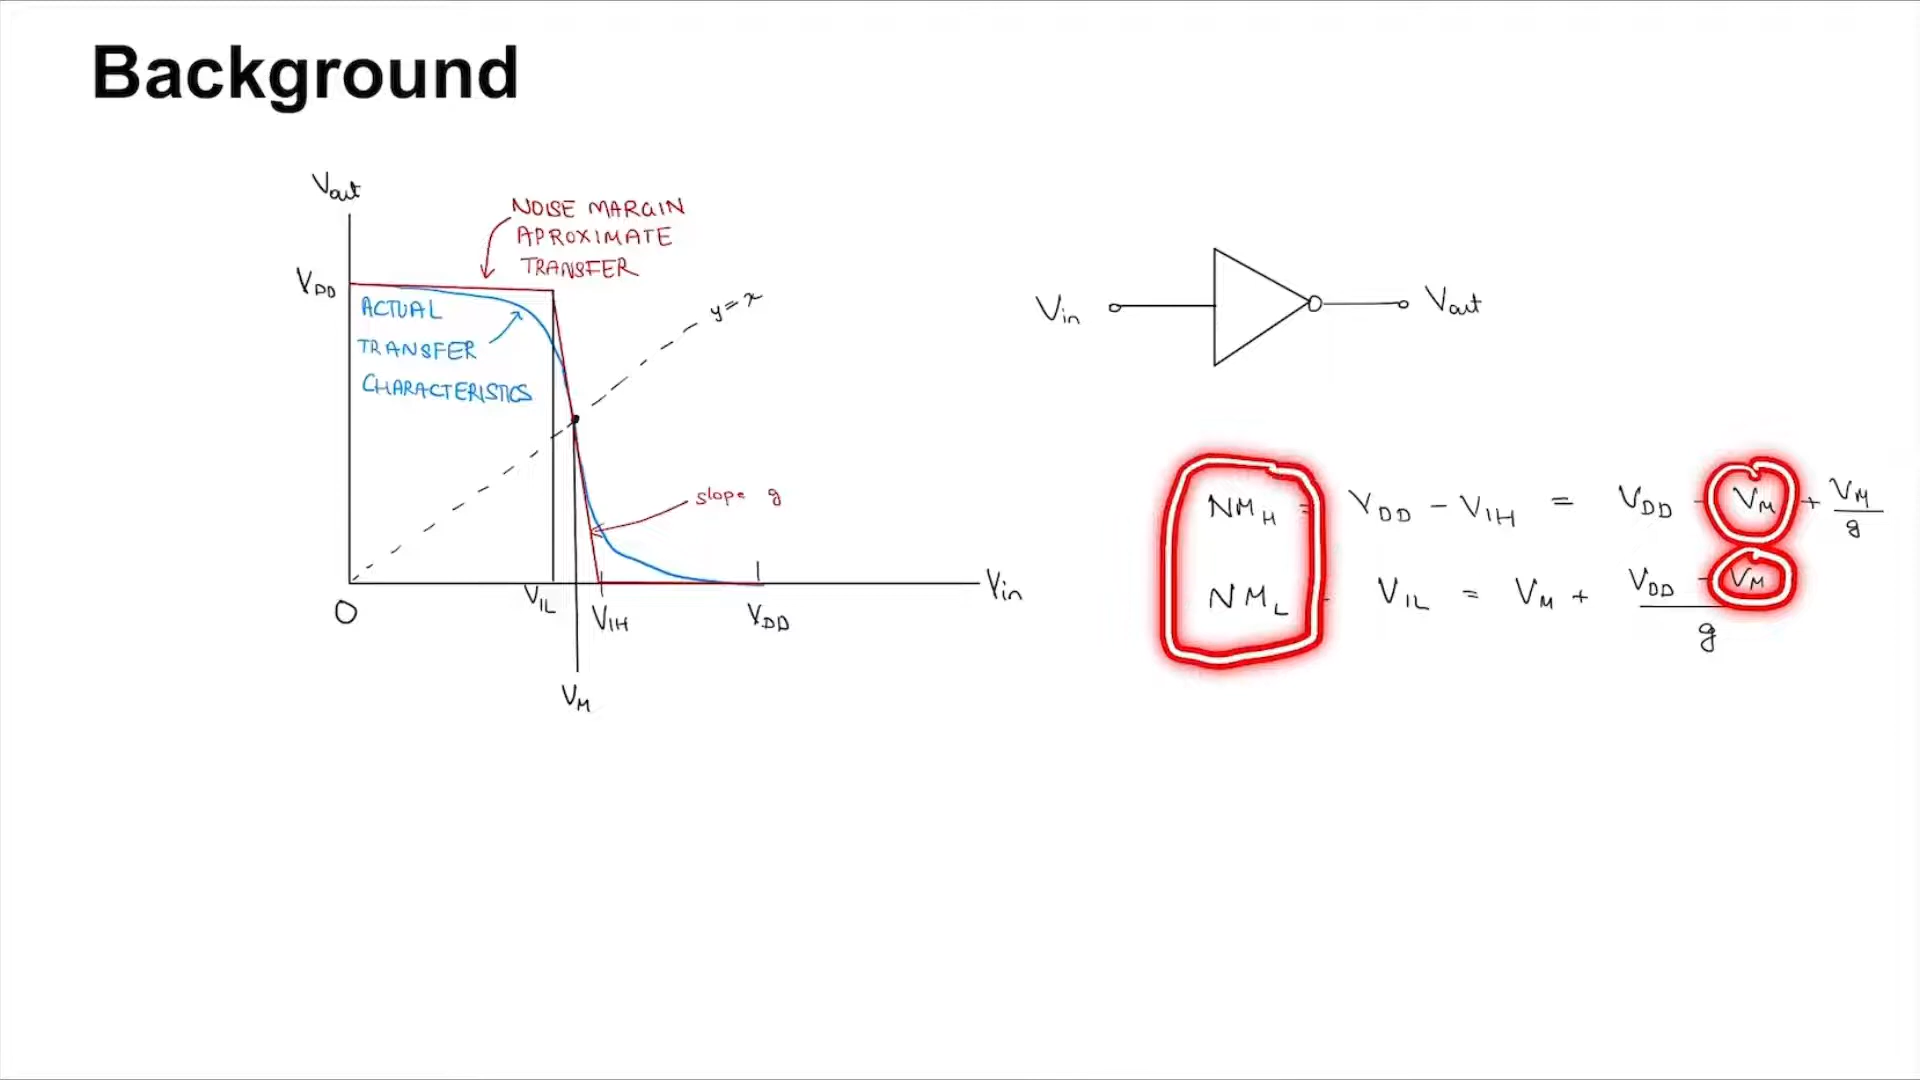 Background
Vout
NOISE MARGIN
APROXIMATE
TRANSFER
VDD
ACTUAL
TRANSFER
CHARACTERISTICS
y=x
slope g
O
VIL
VIH
VDD
Vin
VM
Vin
Vout
NMH = VDD - VIH = VDD - VM + VM/g
NML = VIL = VM + VDD - VM/g